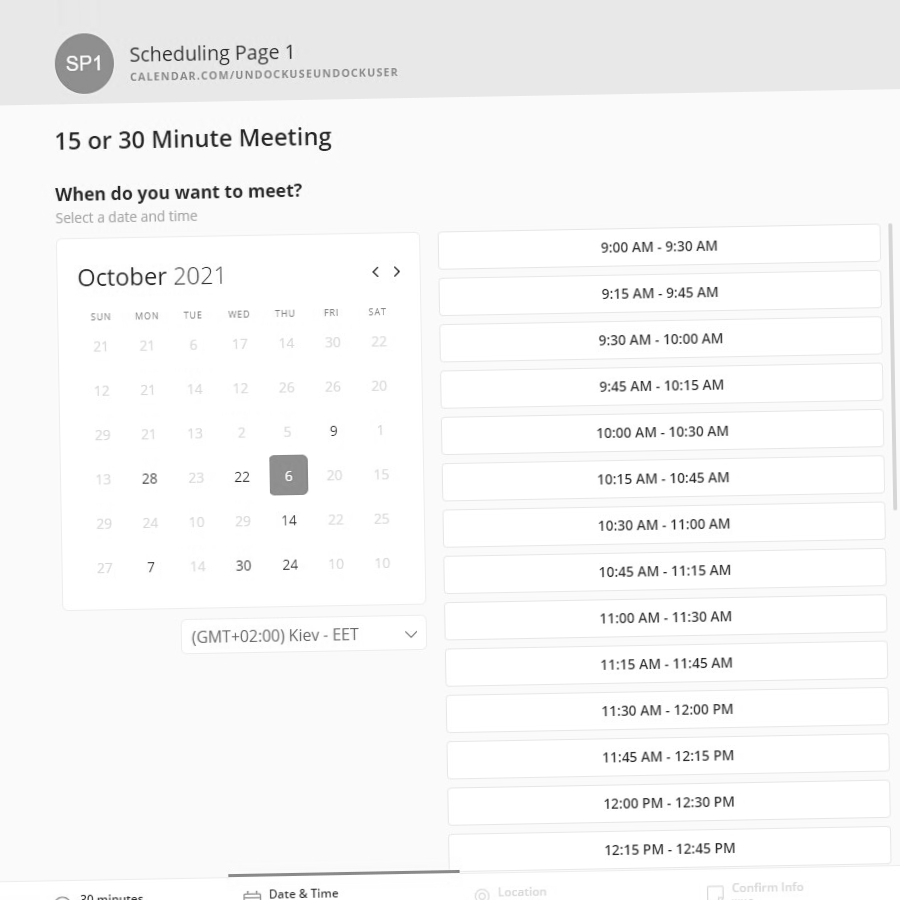 SP1
Scheduling Page 1
CALENDAR.COM/UNDOCKUSEUNDOCKUSER
15 or 30 Minute Meeting
When do you want to meet?
Select a date and time
October 2021
SUN MON TUE WED THU FRI SAT
21 21 6 17 14 30 22
12 21 14 12 26 26 20
29 21 13 2 5 9 1
13 28 23 22 6 20 15
29 24 10 29 14 22 25
27 7 14 30 24 10 10
(GMT+02:00) Kiev - EET
9:00 AM - 9:30 AM
9:15 AM - 9:45 AM
9:30 AM - 10:00 AM
9:45 AM - 10:15 AM
10:00 AM - 10:30 AM
10:15 AM - 10:45 AM
10:30 AM - 11:00 AM
10:45 AM - 11:15 AM
11:00 AM - 11:30 AM
11:15 AM - 11:45 AM
11:30 AM - 12:00 PM
11:45 AM - 12:15 PM
12:00 PM - 12:30 PM
12:15 PM - 12:45 PM
30 minutes
Date & Time
Location
Confirm Info